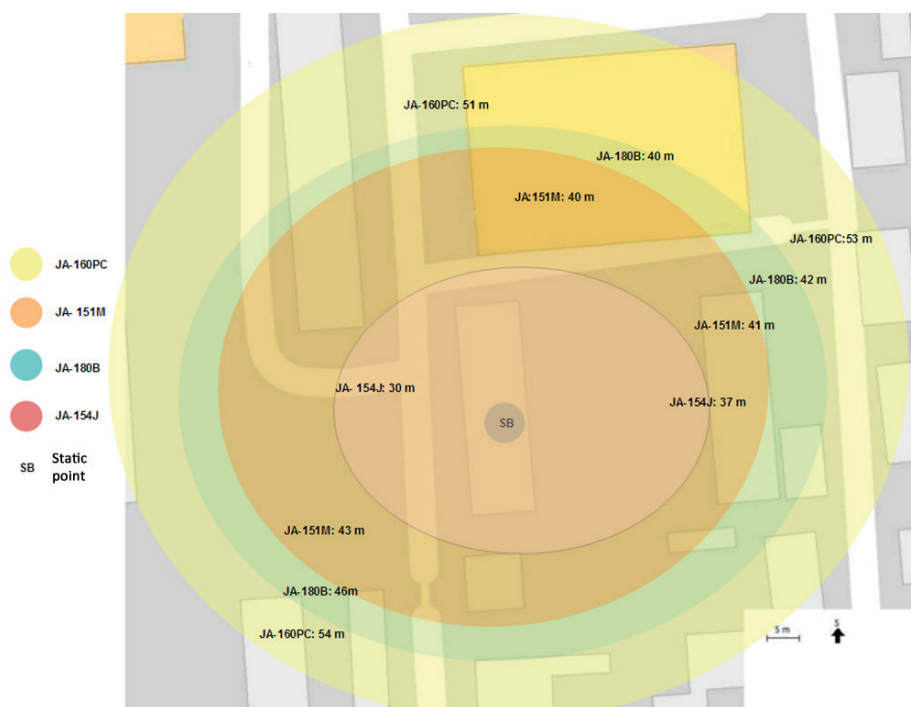 JA-160PC: 51 m
JA-180B: 40 m
JA:151M: 40 m
JA-160PC:53 m
JA-180B: 42 m
JA-151M: 41 m
JA- 154J: 30 m
JA-154J: 37 m
SB
JA-151M: 43 m
JA-180B: 46m
JA-160PC: 54 m
JA-160PC
JA- 151M
JA-180B
JA-154J
SB Static
point
5 m
S